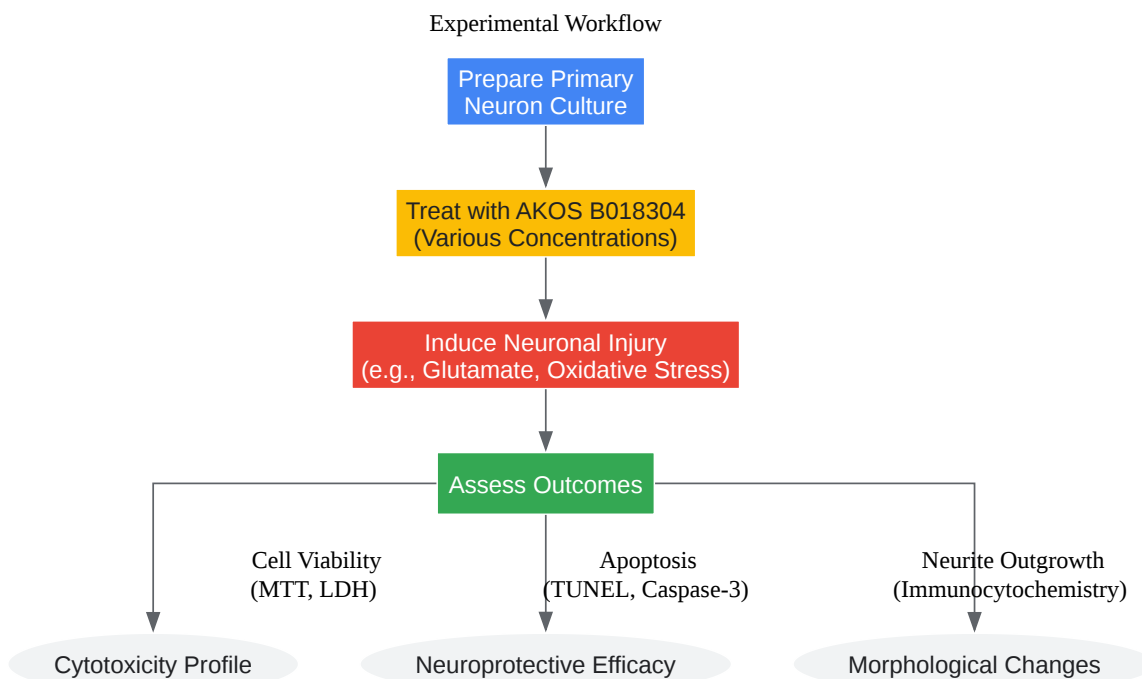 Experimental Workflow
Prepare Primary
Neuron Culture
Treat with AKOS B018304
(Various Concentrations)
Induce Neuronal Injury
(e.g., Glutamate, Oxidative Stress)
Assess Outcomes
Cell Viability
(MTT, LDH)
Apoptosis
(TUNEL, Caspase-3)
Neurite Outgrowth
(Immunocytochemistry)
Cytotoxicity Profile
Neuroprotective Efficacy
Morphological Changes